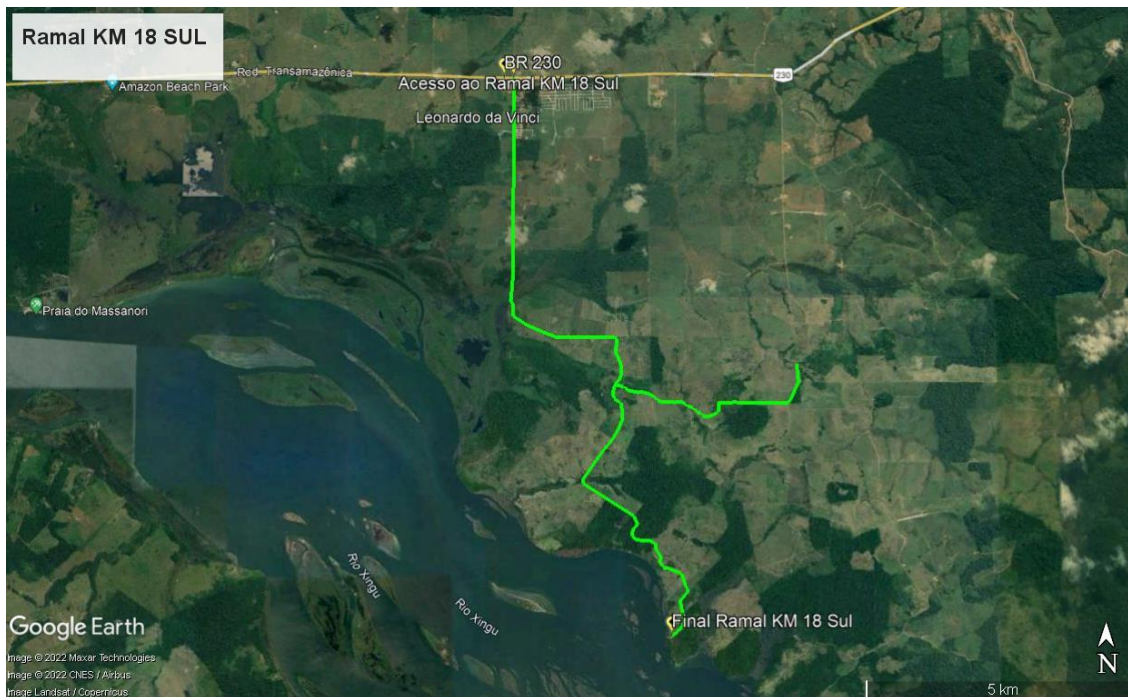 Ramal KM 18 SUL
BR 230
Rod. Transamazônica
230
Acesso ao Ramal KM 18 Sul
Amazon Beach Park
Leonardo da Vinci
Praia do Massanori
Rio Xingu
Rio Xingu
Final Ramal KM 18 Sul
Google Earth
Image © 2022 Maxar Technologies
Image © 2022 CNES / Airbus
Image Landsat / Copernicus
N
5 km